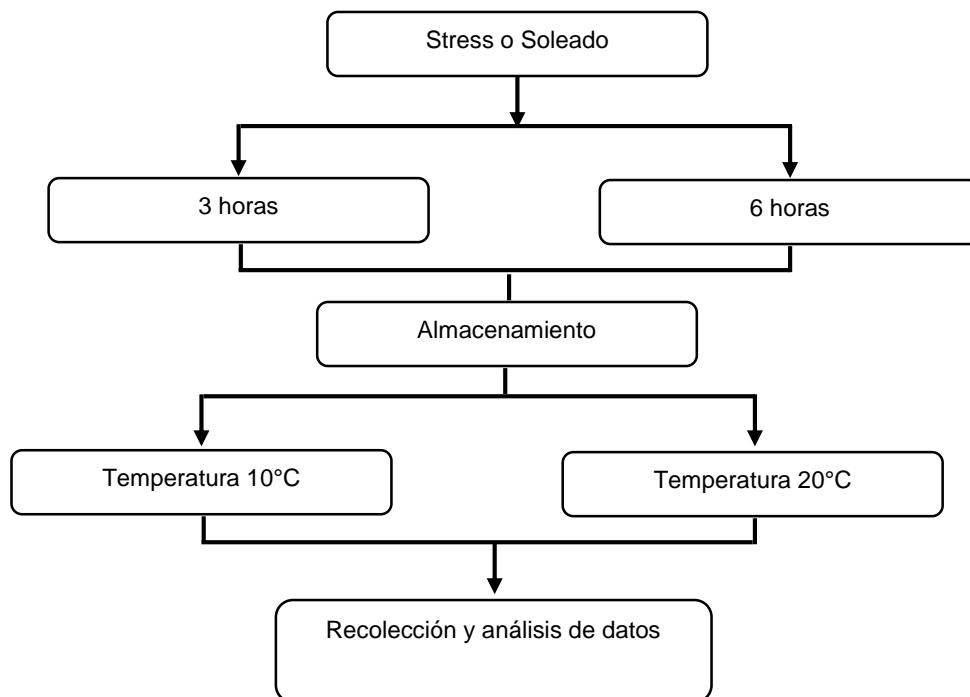 Stress o Soleado
3 horas
6 horas
Almacenamiento
Temperatura 10°C
Temperatura 20°C
Recolección y análisis de datos